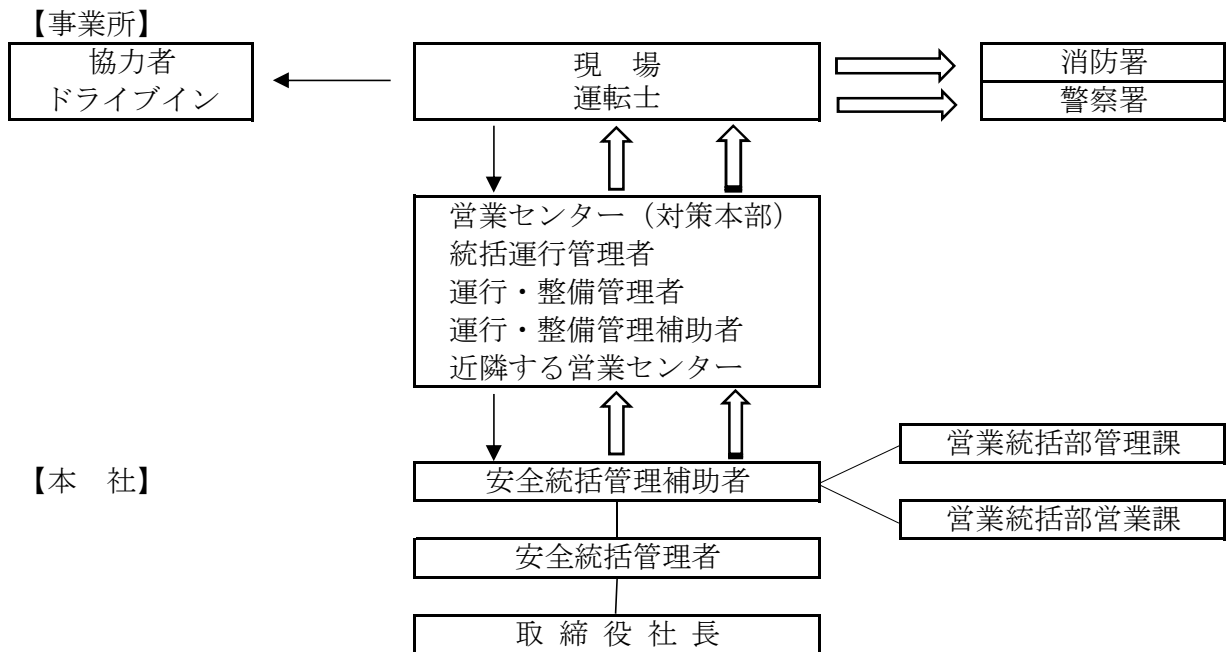 【事業所】
協力者
ドライブイン
現　場
運転士
消防署
警察署
営業センター（対策本部）
統括運行管理者
運行・整備管理者
運行・整備管理補助者
近隣する営業センター
【本　社】
安全統括管理補助者
営業統括部管理課
営業統括部営業課
安全統括管理者
取 締 役 社 長